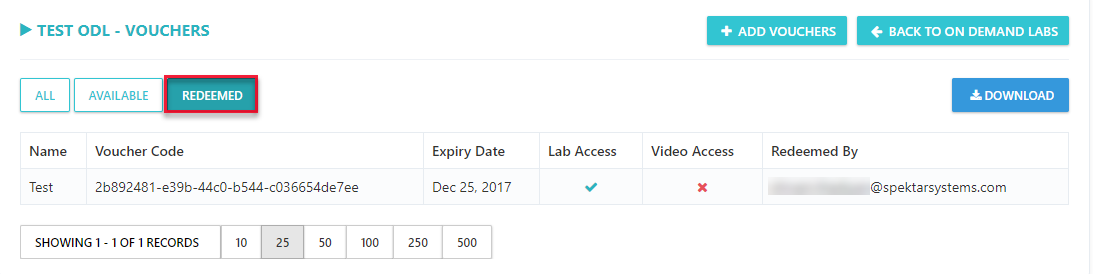 TEST ODL - VOUCHERS
ADD VOUCHERS
BACK TO ON DEMAND LABS
ALL
AVAILABLE
REDEEMED
DOWNLOAD
Name Voucher Code Expiry Date Lab Access Video Access Redeemed By
Test 2b892481-e39b-44c0-b544-c036654de7ee Dec 25, 2017 @spektarsystems.com
SHOWING 1 - 1 OF 1 RECORDS 10 25 50 100 250 500